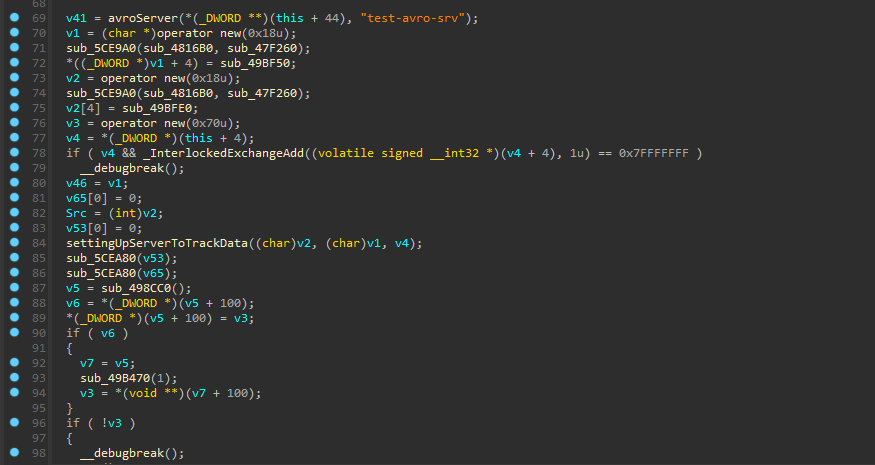 68
69 v41 = avroServer(*(_DWORD **)(this + 44), "test-avro-srv");
70 v1 = (char *)operator new(0x18u);
71 sub_5CE9A0(sub_4816B0, sub_47F260);
72 *((_DWORD *)v1 + 4) = sub_49BF50;
73 v2 = operator new(0x18u);
74 sub_5CE9A0(sub_4816B0, sub_47F260);
75 v2[4] = sub_49BFE0;
76 v3 = operator new(0x70u);
77 v4 = *(_DWORD *)(this + 4);
78 if ( v4 && _InterlockedExchangeAdd((volatile signed __int32 *)(v4 + 4), 1u) == 0x7FFFFFFF )
79 __debugbreak();
80 v46 = v1;
81 v65[0] = 0;
82 Src = (int)v2;
83 v53[0] = 0;
84 settingUpServerToTrackData((char)v2, (char)v1, v4);
85 sub_5CEA80(v53);
86 sub_5CEA80(v65);
87 v5 = sub_498CC0();
88 v6 = *(_DWORD *)(v5 + 100);
89 *(_DWORD *)(v5 + 100) = v3;
90 if ( v6 )
91 {
92 v7 = v5;
93 sub_49B470(1);
94 v3 = *(void **)(v7 + 100);
95 }
96 if ( !v3 )
97 {
98 __debugbreak();